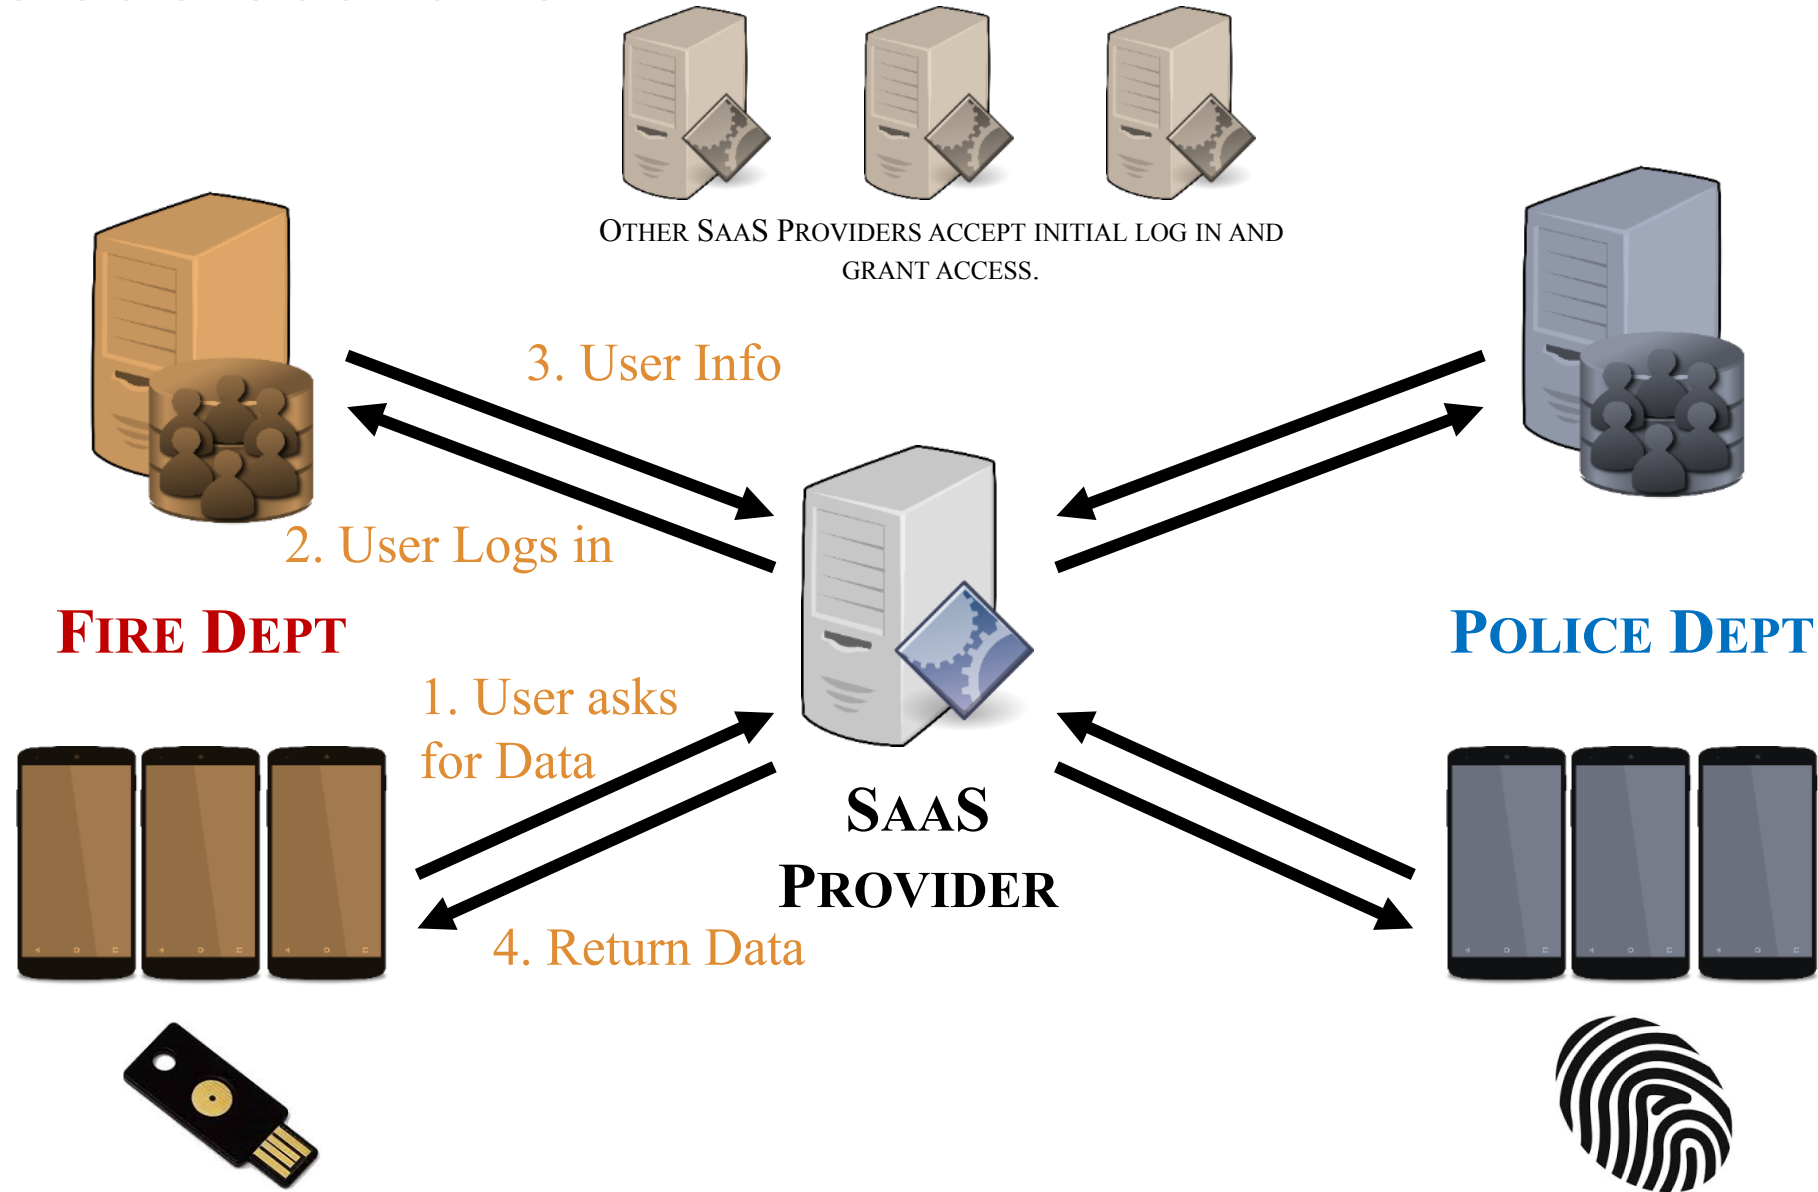 OTHER SAAS PROVIDERS ACCEPT INITIAL LOG IN AND
GRANT ACCESS.
3. User Info
2. User Logs in
FIRE DEPT
POLICE DEPT
1. User asks
for Data
SAAS
PROVIDER
4. Return Data